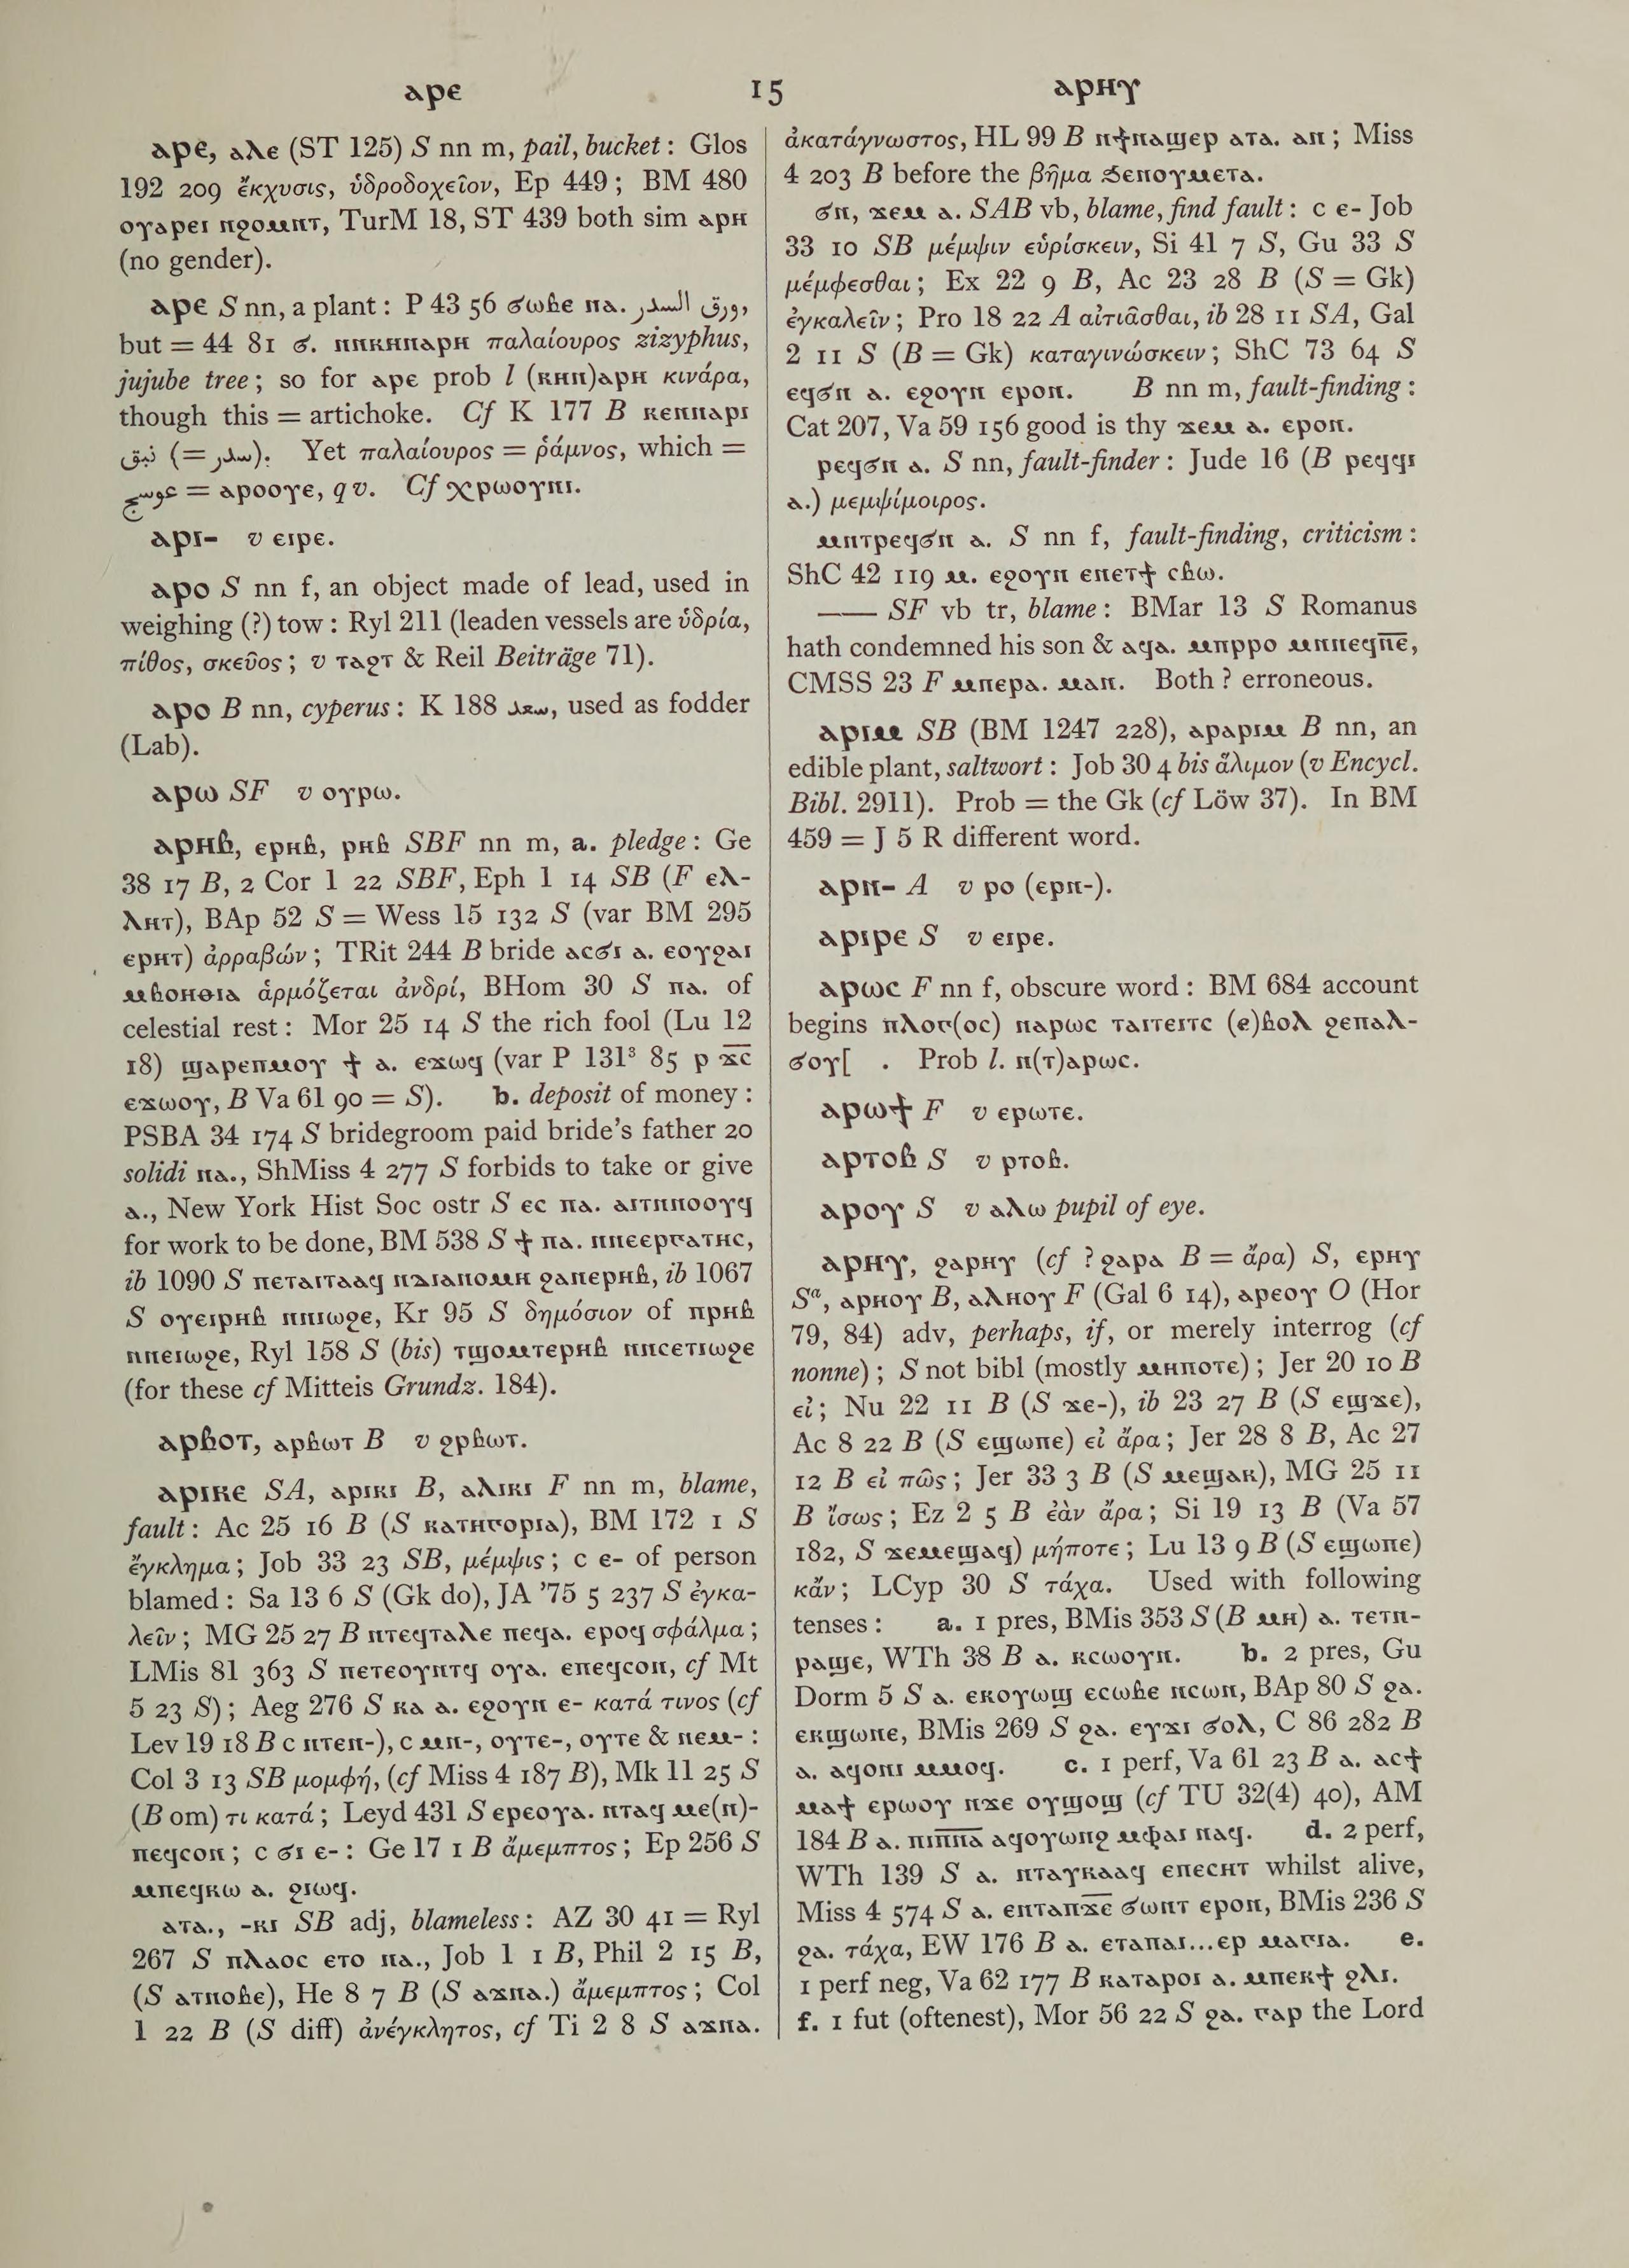 ⲁⲣⲉ 15 ⲁⲣⲏⲩ
ⲁⲣⲉ, ⲁⲗⲉ (ST 125) S nn m, pail, bucket: Glos
192 209 ἔκχυσις, ὑδροδοχεῖον, Ep 449; BM 480
ⲟⲩⲁⲣⲉⲓ ⲛϩⲟⲙⲛⲧ, TurM 18, ST 439 both sim ⲁⲣⲏ
(no gender).
ⲁⲣⲉ S nn, a plant: P 43 56 ϭⲱⲃⲉ ⲛⲁ. ورق السدر,
but = 44 81 ϭ. ⲛⲛⲕⲏⲛⲁⲣⲏ παλαίουρος zizyphus,
jujube tree; so for ⲁⲣⲉ prob l (ⲕⲏⲛ)ⲁⲣⲏ κινάρα,
though this = artichoke. Cf K 177 B ⲕⲉⲛⲛⲁⲣⲓ
نبق (= سدر). Yet παλαίουρος = ῥάμνος, which =
عوسج = ⲁⲣⲟⲟⲩⲉ, q v. Cf ⲭⲣⲱⲟⲩⲛⲓ.
ⲁⲣⲓ- v ⲉⲓⲣⲉ.
ⲁⲣⲟ S nn f, an object made of lead, used in
weighing (?) tow: Ryl 211 (leaden vessels are ὑδρία,
πίθος, σκεῦος; v ⲧⲁϩⲧ & Reil Beiträge 71).
ⲁⲣⲟ B nn, cyperus: K 188 سعد, used as fodder
(Lab).
ⲁⲣⲱ SF v ⲟⲩⲣⲱ.
ⲁⲣⲏⲃ, ⲉⲣⲏⲃ, ⲣⲏⲃ SBF nn m, a. pledge: Ge
38 17 B, 2 Cor 1 22 SBF, Eph 1 14 SB (F ⲉⲗ-
ⲗⲏⲧ), BAp 52 S = Wess 15 132 S (var BM 295
ⲉⲣⲏⲧ) ἀρραβών; TRit 244 B bride ⲁⲥϭⲓ ⲁ. ⲉⲟⲩϩⲁⲓ
ⲙⲃⲟⲏⲑⲓⲁ ἁρμόζεται ἀνδρί, BHom 30 S ⲛⲁ. of
celestial rest: Mor 25 14 S the rich fool (Lu 12
18) ϣⲁⲣⲉⲡⲙⲟⲩ ϯ ⲁ. ⲉϫⲱϥ (var P 131³ 85 ⲣ ϫ̅ⲥ̅
ⲉϫⲱⲟⲩ, B Va 61 90 = S). b. deposit of money:
PSBA 34 174 S bridegroom paid bride's father 20
solidi ⲛⲁ., ShMiss 4 277 S forbids to take or give
ⲁ., New York Hist Soc ostr S ⲉⲥ ⲡⲁ. ⲁⲓⲧⲛⲛⲟⲟⲩϥ
for work to be done, BM 538 S ϯ ⲡⲁ. ⲛⲛⲉⲉⲣⲅⲁⲧⲏⲥ,
ib 1090 S ⲡⲉⲧⲁⲓⲧⲁⲁϥ ⲛⲇⲓⲁⲛⲟⲙⲏ ϩⲁⲡⲉⲣⲏⲃ, ib 1067
S ⲟⲩⲉⲓⲣⲏⲃ ⲛⲛⲓⲱϩⲉ, Kr 95 S δημόσιον of ⲡⲣⲏⲃ
ⲛⲛⲉⲓⲱϩⲉ, Ryl 158 S (bis) ⲧϣⲟⲙⲧⲉⲣⲏⲃ ⲛⲛⲥⲉⲧⲓⲱϩⲉ
(for these cf Mitteis Grundz. 184).
ⲁⲣⲃⲟⲧ, ⲁⲣⲃⲱⲧ B v ϩⲣⲃⲱⲧ.
ⲁⲣⲓⲕⲉ SA, ⲁⲣⲓⲕⲓ B, ⲁⲗⲓⲕⲓ F nn m, blame,
fault: Ac 25 16 B (S ⲕⲁⲧⲏⲅⲟⲣⲓⲁ), BM 172 1 S
ἔγκλημα; Job 33 23 SB, μέμψις; c ⲉ- of person
blamed: Sa 13 6 S (Gk do), JA '75 5 237 S ἐγκα-
λεῖν; MG 25 27 B ⲛⲧⲉϥⲧⲁⲗⲉ ⲡⲉϥⲁ. ⲉⲣⲟϥ σφάλμα;
LMis 81 363 S ⲡⲉⲧⲉⲟⲩⲛⲧϥ ⲟⲩⲁ. ⲉⲡⲉϥⲥⲟⲛ, cf Mt
5 23 S); Aeg 276 S ⲕⲁ ⲁ. ⲉϩⲟⲩⲛ ⲉ- κατά τινος (cf
Lev 19 18 B c ⲛⲧⲉⲛ-), c ⲙⲛ-, ⲟⲩⲧⲉ-, ⲟⲩⲧⲉ & ⲛⲉⲙ-:
Col 3 13 SB μομφή, (cf Miss 4 187 B), Mk 11 25 S
(B om) τι κατά; Leyd 431 S ⲉⲣⲉⲟⲩⲁ. ⲛⲧⲁϥ ⲙⲉ(ⲛ)-
ⲡⲉϥⲥⲟⲛ; c ϭⲓ ⲉ-: Ge 17 1 B ἄμεμπτος; Ep 256 S
ⲙⲡⲉϥⲕⲱ ⲁ. ϩⲓⲱϥ.
ⲁⲧⲁ., -ⲕⲓ SB adj, blameless: AZ 30 41 = Ryl
267 S ⲡⲗⲁⲟⲥ ⲉⲧⲟ ⲛⲁ., Job 1 1 B, Phil 2 15 B,
(S ⲁⲧⲛⲟⲃⲉ), He 8 7 B (S ⲁϫⲛⲁ.) ἄμεμπτος; Col
1 22 B (S diff) ἀνέγκλητος, cf Ti 2 8 S ⲁϫⲛⲁ.
ἀκατάγνωστος, HL 99 B ⲛϯⲛⲁϣⲉⲣ ⲁⲧⲁ. ⲁⲛ; Miss
4 203 B before the βῆμα ϧⲉⲛⲟⲩⲙⲉⲧⲁ.
ϭⲛ, ϫⲉⲙ ⲁ. SAB vb, blame, find fault: c ⲉ- Job
33 10 SB μέμψιν εὑρίσκειν, Si 41 7 S, Gu 33 S
μέμφεσθαι; Ex 22 9 B, Ac 23 28 B (S = Gk)
ἐγκαλεῖν; Pro 18 22 A αἰτιᾶσθαι, ib 28 11 SA, Gal
2 11 S (B = Gk) καταγινώσκειν; ShC 73 64 S
ⲉϥϭⲛ ⲁ. ⲉϩⲟⲩⲛ ⲉⲣⲟⲛ. B nn m, fault-finding:
Cat 207, Va 59 156 good is thy ϫⲉⲙ ⲁ. ⲉⲣⲟⲛ.
ⲣⲉϥϭⲛ ⲁ. S nn, fault-finder: Jude 16 (B ⲣⲉϥϥⲓ
ⲁ.) μεμψίμοιρος.
ⲙⲛⲧⲣⲉϥϭⲛ ⲁ. S nn f, fault-finding, criticism:
ShC 42 119 ⲙ. ⲉϩⲟⲩⲛ ⲉⲡⲉⲧϯ ⲥⲃⲱ.
—— SF vb tr, blame: BMar 13 S Romanus
hath condemned his son & ⲁϥⲁ. ⲙⲡⲣⲣⲟ ⲙⲛⲡⲉϥⲡ̅ⲉ̅,
CMSS 23 F ⲙⲡⲉⲣⲁ. ⲙⲁⲛ. Both ? erroneous.
ⲁⲣⲓⲙ SB (BM 1247 228), ⲁⲣⲁⲣⲓⲙ B nn, an
edible plant, saltwort: Job 30 4 bis ἅλιμον (v Encycl.
Bibl. 2911). Prob = the Gk (cf Löw 37). In BM
459 = J 5 R different word.
ⲁⲣⲛ- A v ⲣⲟ (ⲉⲣⲛ-).
ⲁⲣⲓⲣⲉ S v ⲉⲓⲣⲉ.
ⲁⲣⲱⲥ F nn f, obscure word: BM 684 account
begins ⲡⲗⲟⲅ(ⲟⲥ) ⲛⲁⲣⲱⲥ ⲧⲁⲓⲧⲉⲓⲧⲥ (ⲉ)ⲃⲟⲗ ϩⲉⲡⲁⲗ-
ϭⲟⲩ[ . Prob l. ⲛ(ⲧ)ⲁⲣⲱⲥ.
ⲁⲣⲱϯ F v ⲉⲣⲱⲧⲉ.
ⲁⲣⲧⲟⲃ S v ⲣⲧⲟⲃ.
ⲁⲣⲟⲩ S v ⲁⲗⲱ pupil of eye.
ⲁⲣⲏⲩ, ϩⲁⲣⲏⲩ (cf ? ϩⲁⲣⲁ B = ἄρα) S, ⲉⲣⲏⲩ
Sᵃ, ⲁⲣⲏⲟⲩ B, ⲁⲗⲏⲟⲩ F (Gal 6 14), ⲁⲣⲉⲟⲩ O (Hor
79, 84) adv, perhaps, if, or merely interrog (cf
nonne); S not bibl (mostly ⲙⲏⲡⲟⲧⲉ); Jer 20 10 B
εἰ; Nu 22 11 B (S ϫⲉ-), ib 23 27 B (S ⲉϣϫⲉ),
Ac 8 22 B (S ⲉϣⲱⲡⲉ) εἰ ἄρα; Jer 28 8 B, Ac 27
12 B εἰ πῶς; Jer 33 3 B (S ⲙⲉϣⲁⲕ), MG 25 11
B ἴσως; Ez 2 5 B ἐὰν ἄρα; Si 19 13 B (Va 57
182, S ϫⲉⲙⲉϣⲁϥ) μήποτε; Lu 13 9 B (S ⲉϣⲱⲡⲉ)
κἄν; LCyp 30 S τάχα. Used with following
tenses: a. 1 pres, BMis 353 S (B ⲙⲏ) ⲁ. ⲧⲉⲧⲛ-
ⲣⲁϣⲉ, WTh 38 B ⲁ. ⲕⲥⲱⲟⲩⲛ. b. 2 pres, Gu
Dorm 5 S ⲁ. ⲉⲕⲟⲩⲱϣ ⲉⲥⲱⲃⲉ ⲛⲥⲱⲛ, BAp 80 S ϩⲁ.
ⲉⲕϣⲱⲡⲉ, BMis 269 S ϩⲁ. ⲉⲩϫⲓ ϭⲟⲗ, C 86 282 B
ⲁ. ⲁϥⲟⲛⲓ ⲙⲙⲟϥ. c. 1 perf, Va 61 23 B ⲁ. ⲁⲥϯ
ⲙⲁϯ ⲉⲣⲱⲟⲩ ⲛϫⲉ ⲟⲩϣⲟϣ (cf TU 32(4) 40), AM
184 B ⲁ. ⲡⲓⲡ̅ⲛ̅ⲁ̅ ⲁϥⲟⲩⲱⲛϩ ⲙⲫⲁⲓ ⲛⲁϥ. d. 2 perf,
WTh 139 S ⲁ. ⲛⲧⲁⲩⲕⲁⲁϥ ⲉⲡⲉⲥⲏⲧ whilst alive,
Miss 4 574 S ⲁ. ⲉⲛⲧⲁⲡϫ̅ⲉ̅ ϭⲱⲛⲧ ⲉⲣⲟⲛ, BMis 236 S
ϩⲁ. τάχα, EW 176 B ⲁ. ⲉⲧⲁⲡⲁⲓ...ⲉⲣ ⲙⲁⲅⲓⲁ. e.
1 perf neg, Va 62 177 B ⲕⲁⲧⲁⲣⲟⲓ ⲁ. ⲙⲡⲉⲕϯ ϩⲗⲓ.
f. 1 fut (oftenest), Mor 56 22 S ϩⲁ. ⲅⲁⲣ the Lord